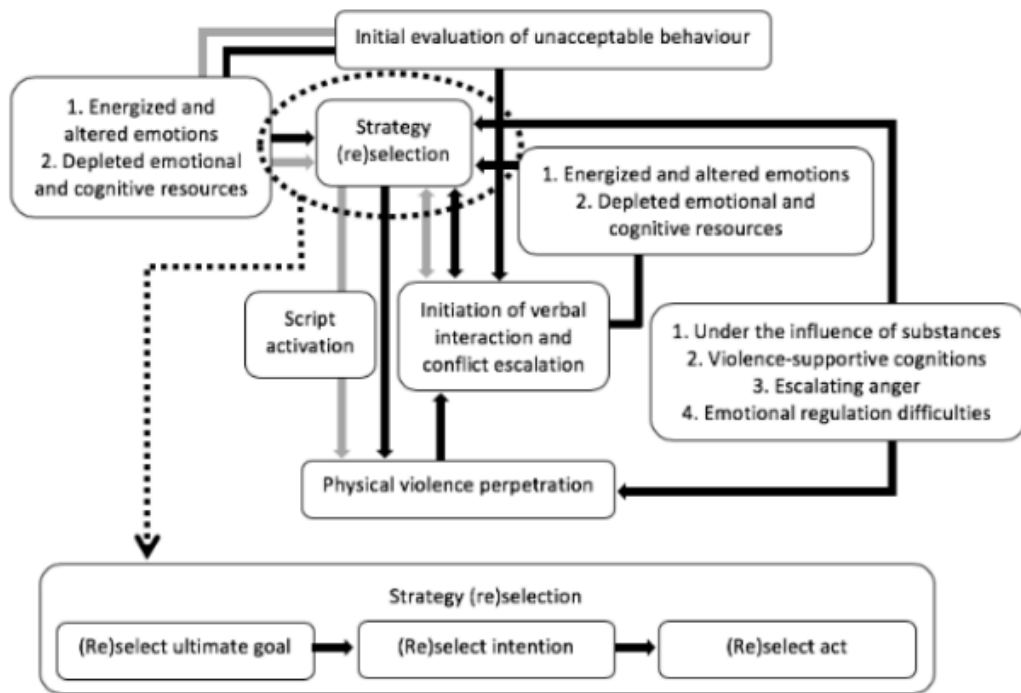 Initial evaluation of unacceptable behaviour
1. Energized and
altered emotions
2. Depleted emotional
and cognitive resources
Strategy
(re)selection
1. Energized and altered emotions
2. Depleted emotional and
cognitive resources
Script
activation
Initiation of verbal
interaction and
conflict escalation
1. Under the influence of substances
2. Violence-supportive cognitions
3. Escalating anger
4. Emotional regulation difficulties
Physical violence perpetration
Strategy (re)selection
(Re)select ultimate goal
(Re)select intention
(Re)select act